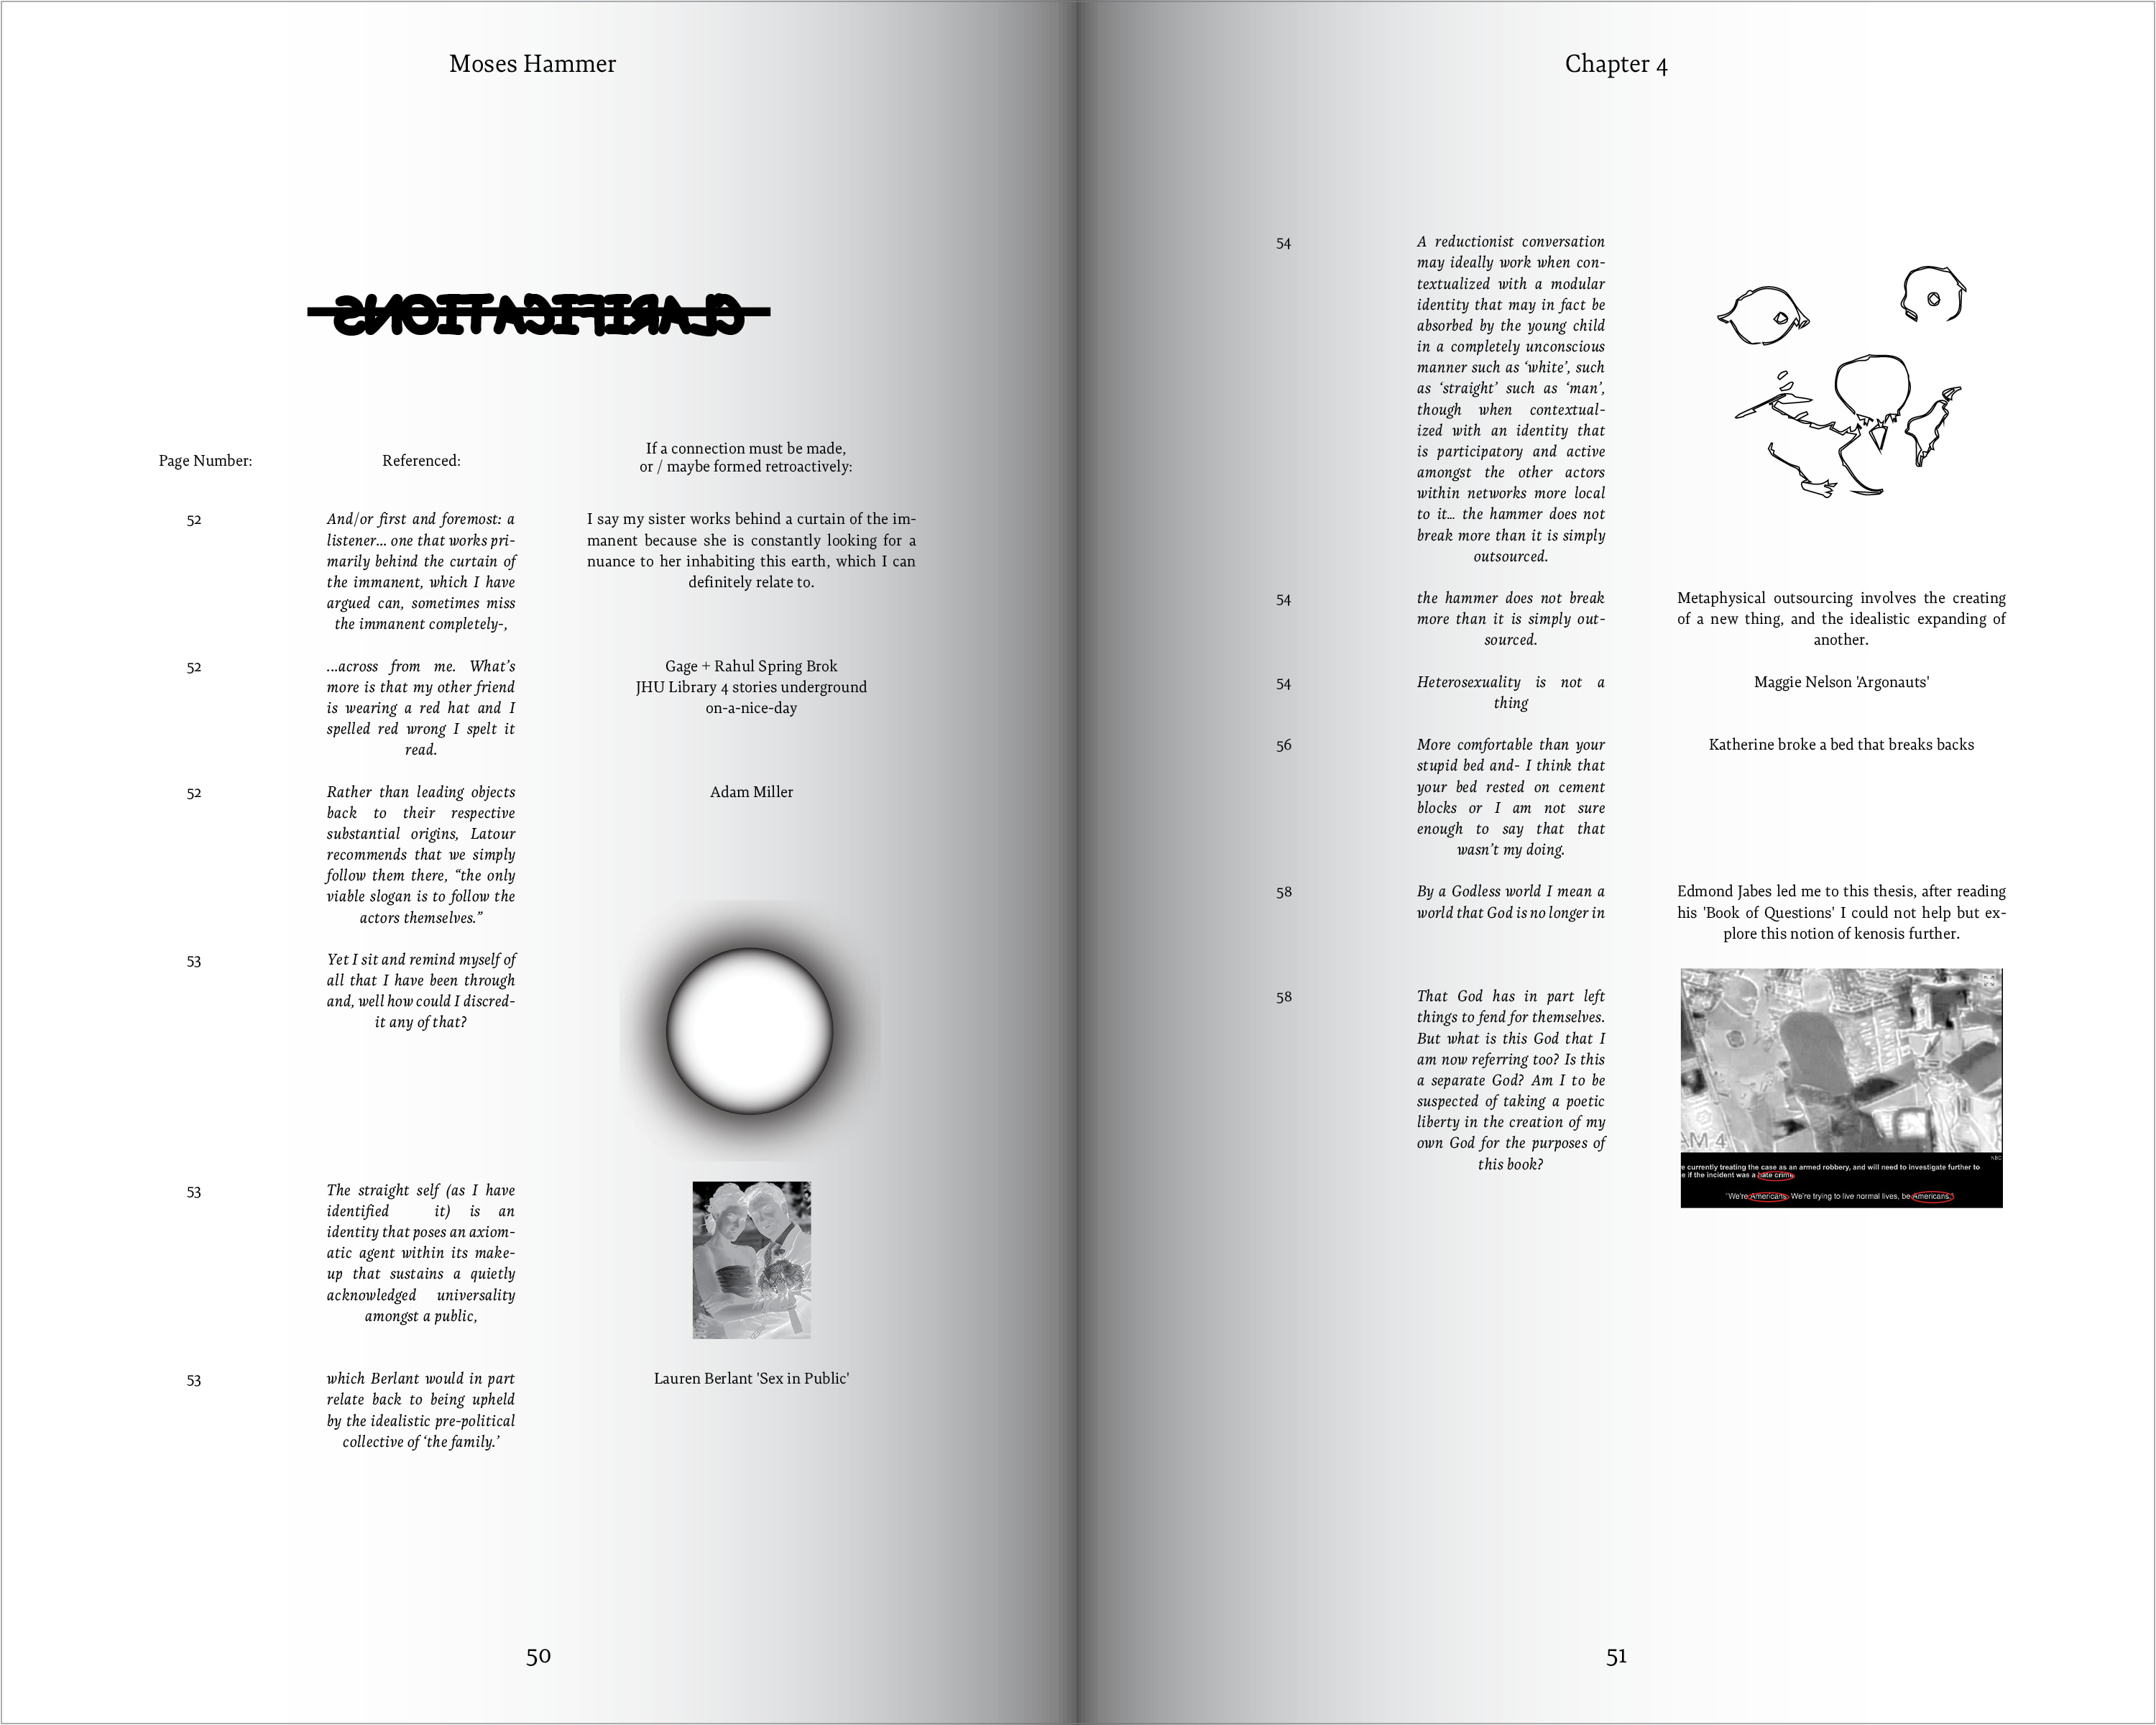 Moses Hammer
CLARIFICATIONS
Page Number:
Referenced:
If a connection must be made,
or / maybe formed retroactively:
52
And/or first and foremost: a
listener... one that works pri-
marily behind the curtain of
the immanent, which I have
argued can, sometimes miss
the immanent completely-,
I say my sister works behind a curtain of the im-
manent because she is constantly looking for a
nuance to her inhabiting this earth, which I can
definitely relate to.
52
...across from me. What's
more is that my other friend
is wearing a red hat and I
spelled red wrong I spelt it
read.
Gage + Rahul Spring Brok
JHU Library 4 stories underground
on-a-nice-day
52
Rather than leading objects
back to their respective
substantial origins, Latour
recommends that we simply
follow them there, “the only
viable slogan is to follow the
actors themselves.”
Adam Miller
53
Yet I sit and remind myself of
all that I have been through
and, well how could I discred-
it any of that?
53
The straight self (as I have
identified it) is an
identity that poses an axiom-
atic agent within its make-
up that sustains a quietly
acknowledged universality
amongst a public,
53
which Berlant would in part
relate back to being upheld
by the idealistic pre-political
collective of ‘the family.’
Lauren Berlant 'Sex in Public'
50
Chapter 4
54
A reductionist conversation
may ideally work when con-
textualized with a modular
identity that may in fact be
absorbed by the young child
in a completely unconscious
manner such as ‘white’, such
as ‘straight’ such as ‘man’,
though when contextual-
ized with an identity that
is participatory and active
amongst the other actors
within networks more local
to it... the hammer does not
break more than it is simply
outsourced.
54
the hammer does not break
more than it is simply out-
sourced.
Metaphysical outsourcing involves the creating
of a new thing, and the idealistic expanding of
another.
54
Heterosexuality is not a
thing
Maggie Nelson 'Argonauts'
56
More comfortable than your
stupid bed and- I think that
your bed rested on cement
blocks or I am not sure
enough to say that that
wasn't my doing.
Katherine broke a bed that breaks backs
58
By a Godless world I mean a
world that God is no longer in
Edmond Jabes led me to this thesis, after reading
his 'Book of Questions' I could not help but ex-
plore this notion of kenosis further.
58
That God has in part left
things to fend for themselves.
But what is this God that I
am now referring too? Is this
a separate God? Am I to be
suspected of taking a poetic
liberty in the creation of my
own God for the purposes of
this book?
AM 4
NBC
e currently treating the case as an armed robbery, and will need to investigate further to
e if the incident was a hate crime.
"We're Americans. We're trying to live normal lives, be Americans."
51